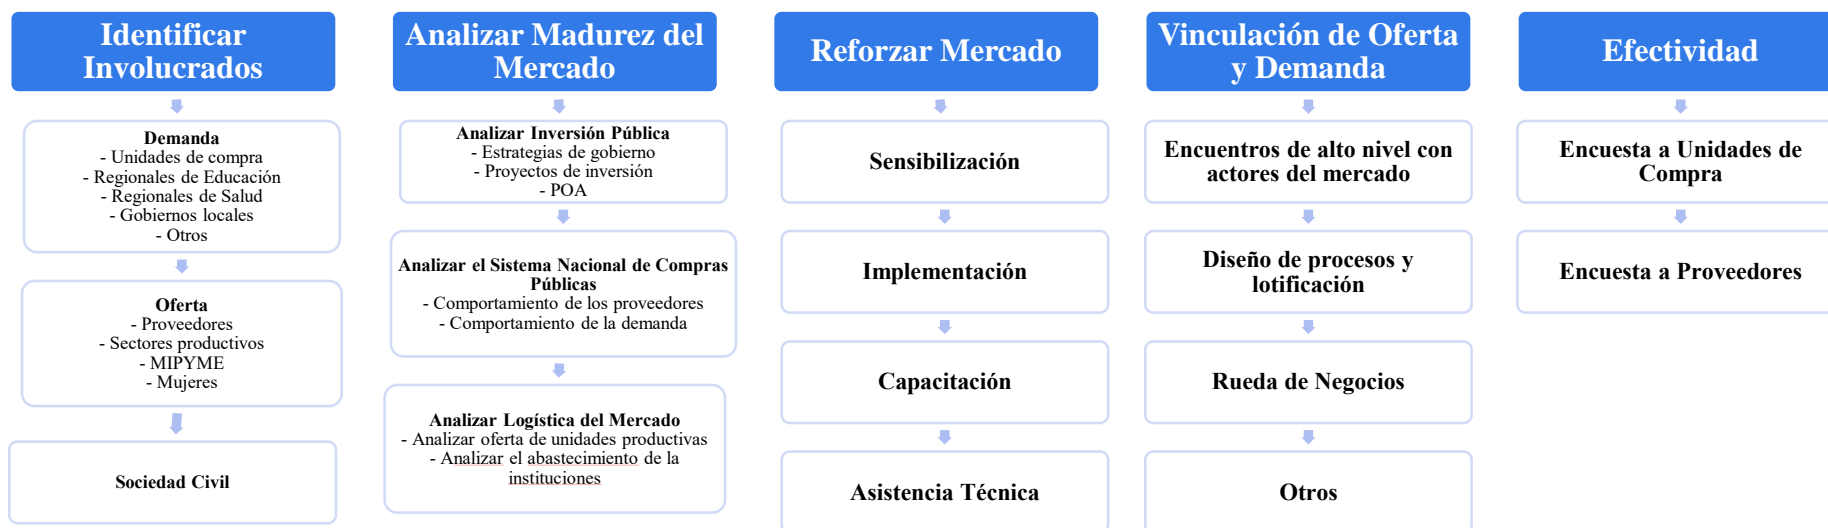 Identificar
Involucrados
Demanda
- Unidades de compra
- Regionales de Educación
- Regionales de Salud
- Gobiernos locales
- Otros
Oferta
- Proveedores
- Sectores productivos
- MIPYME
- Mujeres
Sociedad Civil
Analizar Madurez del
Mercado
Analizar Inversión Pública
- Estrategias de gobierno
- Proyectos de inversión
- POA
Analizar el Sistema Nacional de Compras
Públicas
- Comportamiento de los proveedores
- Comportamiento de la demanda
Analizar Logística del Mercado
- Analizar oferta de unidades productivas
- Analizar el abastecimiento de la
instituciones
Reforzar Mercado
Sensibilización
Implementación
Capacitación
Asistencia Técnica
Vinculación de Oferta
y Demanda
Encuentros de alto nivel con
actores del mercado
Diseño de procesos y
lotificación
Rueda de Negocios
Otros
Efectividad
Encuesta a Unidades de
Compra
Encuesta a Proveedores